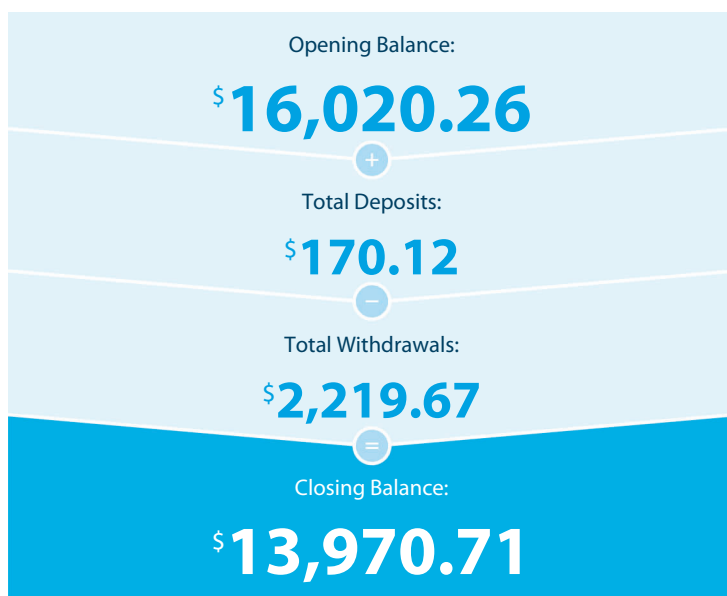 Opening Balance:
$16,020.26
+
Total Deposits:
$170.12
−
Total Withdrawals:
$2,219.67
=
Closing Balance:
$13,970.71